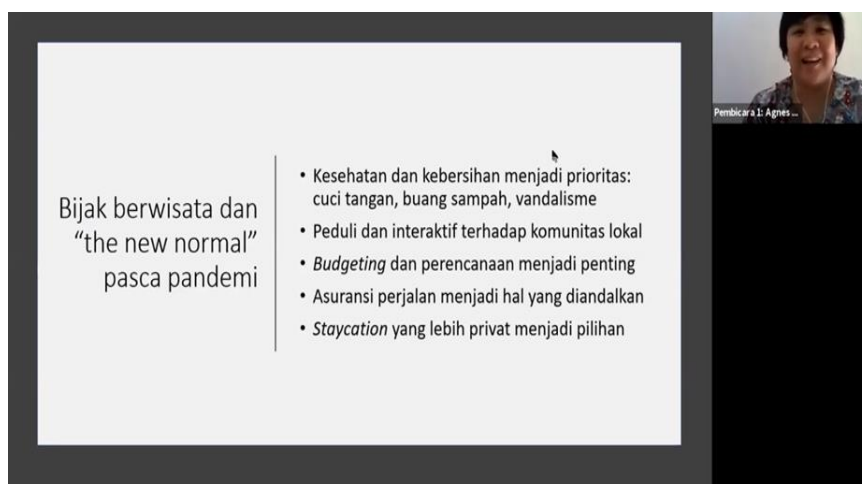 Bijak berwisata dan
“the new normal”
pasca pandemi
• Kesehatan dan kebersihan menjadi prioritas:
cuci tangan, buang sampah, vandalisme
• Peduli dan interaktif terhadap komunitas lokal
• Budgeting dan perencanaan menjadi penting
• Asuransi perjalan menjadi hal yang diandalkan
• Staycation yang lebih privat menjadi pilihan
Pembicara 1: Agnes ...